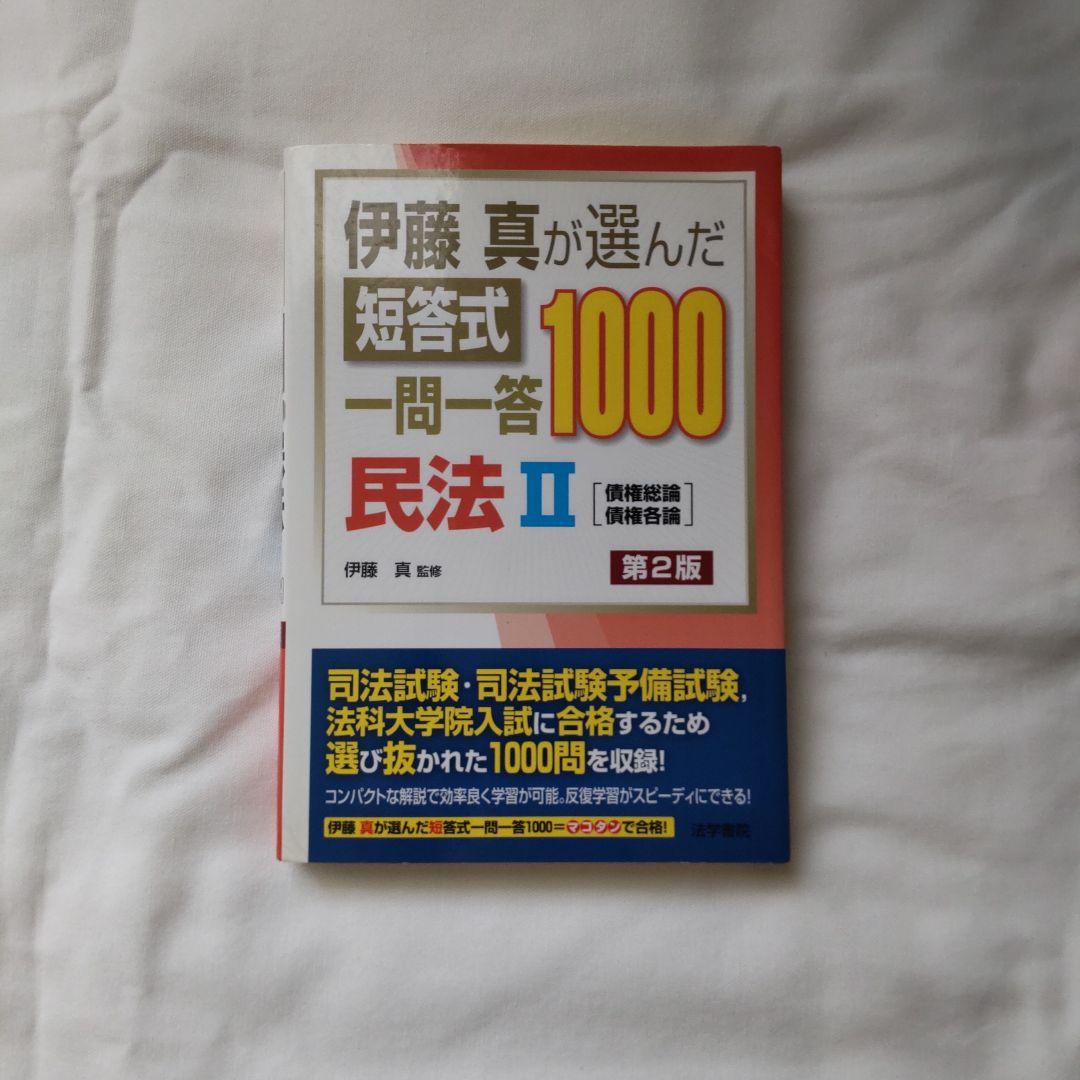 伊藤 真が選んだ
短答式
一問一答
1000
民法 Ⅱ
債権総論
債権各論
伊藤 真 監修
第2版
司法試験・司法試験予備試験,
法科大学院入試に合格するため
選び抜かれた1000問を収録!
コンパクトな解説で効率良く学習が可能。反復学習がスピーディにできる!
伊藤 真が選んだ短答式一問一答1000=マコタンで合格!
法学書院